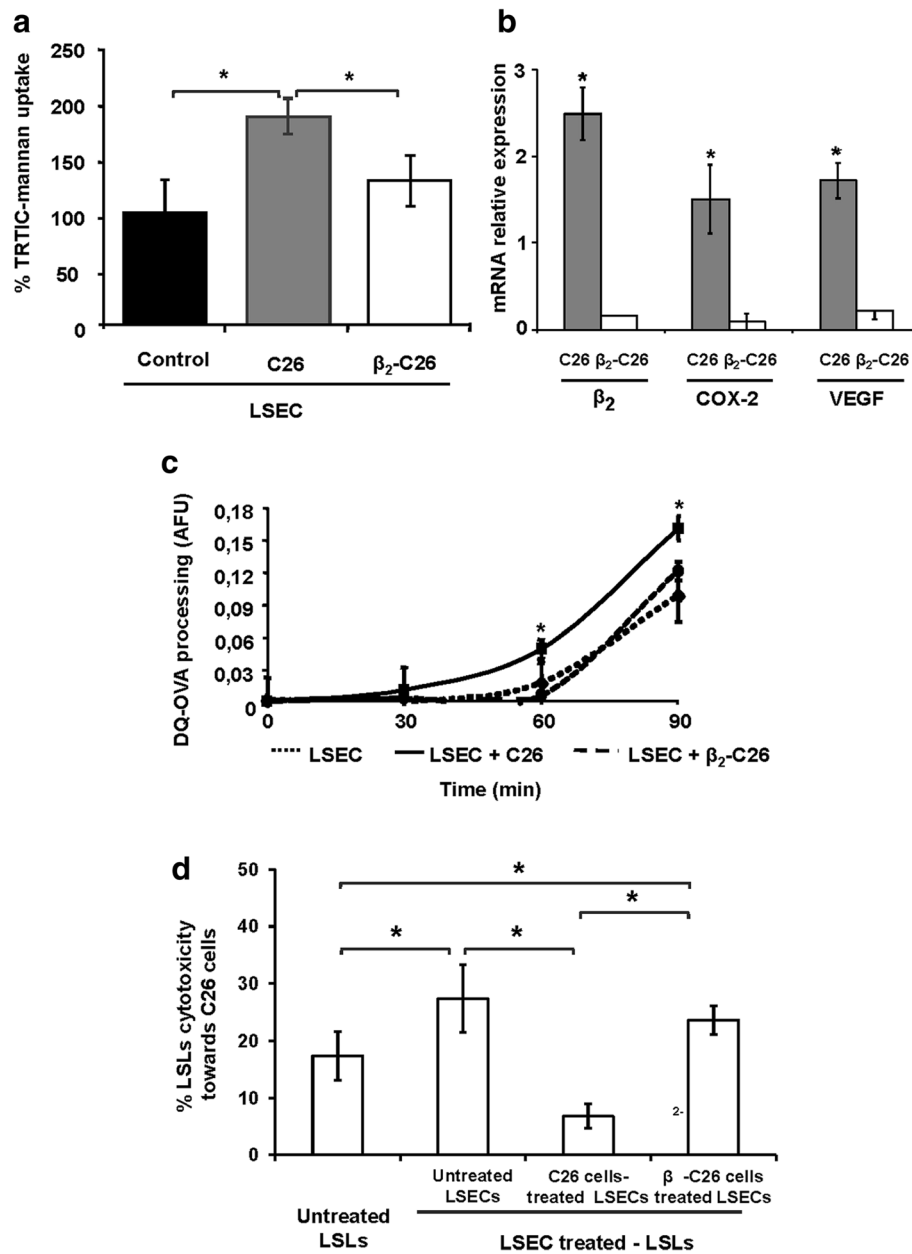 a
250
200
150
100
50
0
% TRTIC-mannan uptake
*
*
Control
C26
β₂-C26
LSEC
b
3
2
1
0
mRNA relative expression
*
*
*
C26 β₂-C26
C26 β₂-C26
C26 β₂-C26
β₂
COX-2
VEGF
c
0,18
0,15
0,12
0,09
0,06
0,03
0
DQ-OVA processing (AFU)
*
*
0
30
60
90
LSEC
LSEC + C26
LSEC + β₂-C26
Time (min)
d
50
40
30
20
10
0
% LSLs cytotoxicity
towards C26 cells
*
*
*
*
2-
Untreated
LSLs
Untreated
LSECs
C26 cells-
treated LSECs
β -C26 cells
treated LSECs
LSEC treated - LSLs